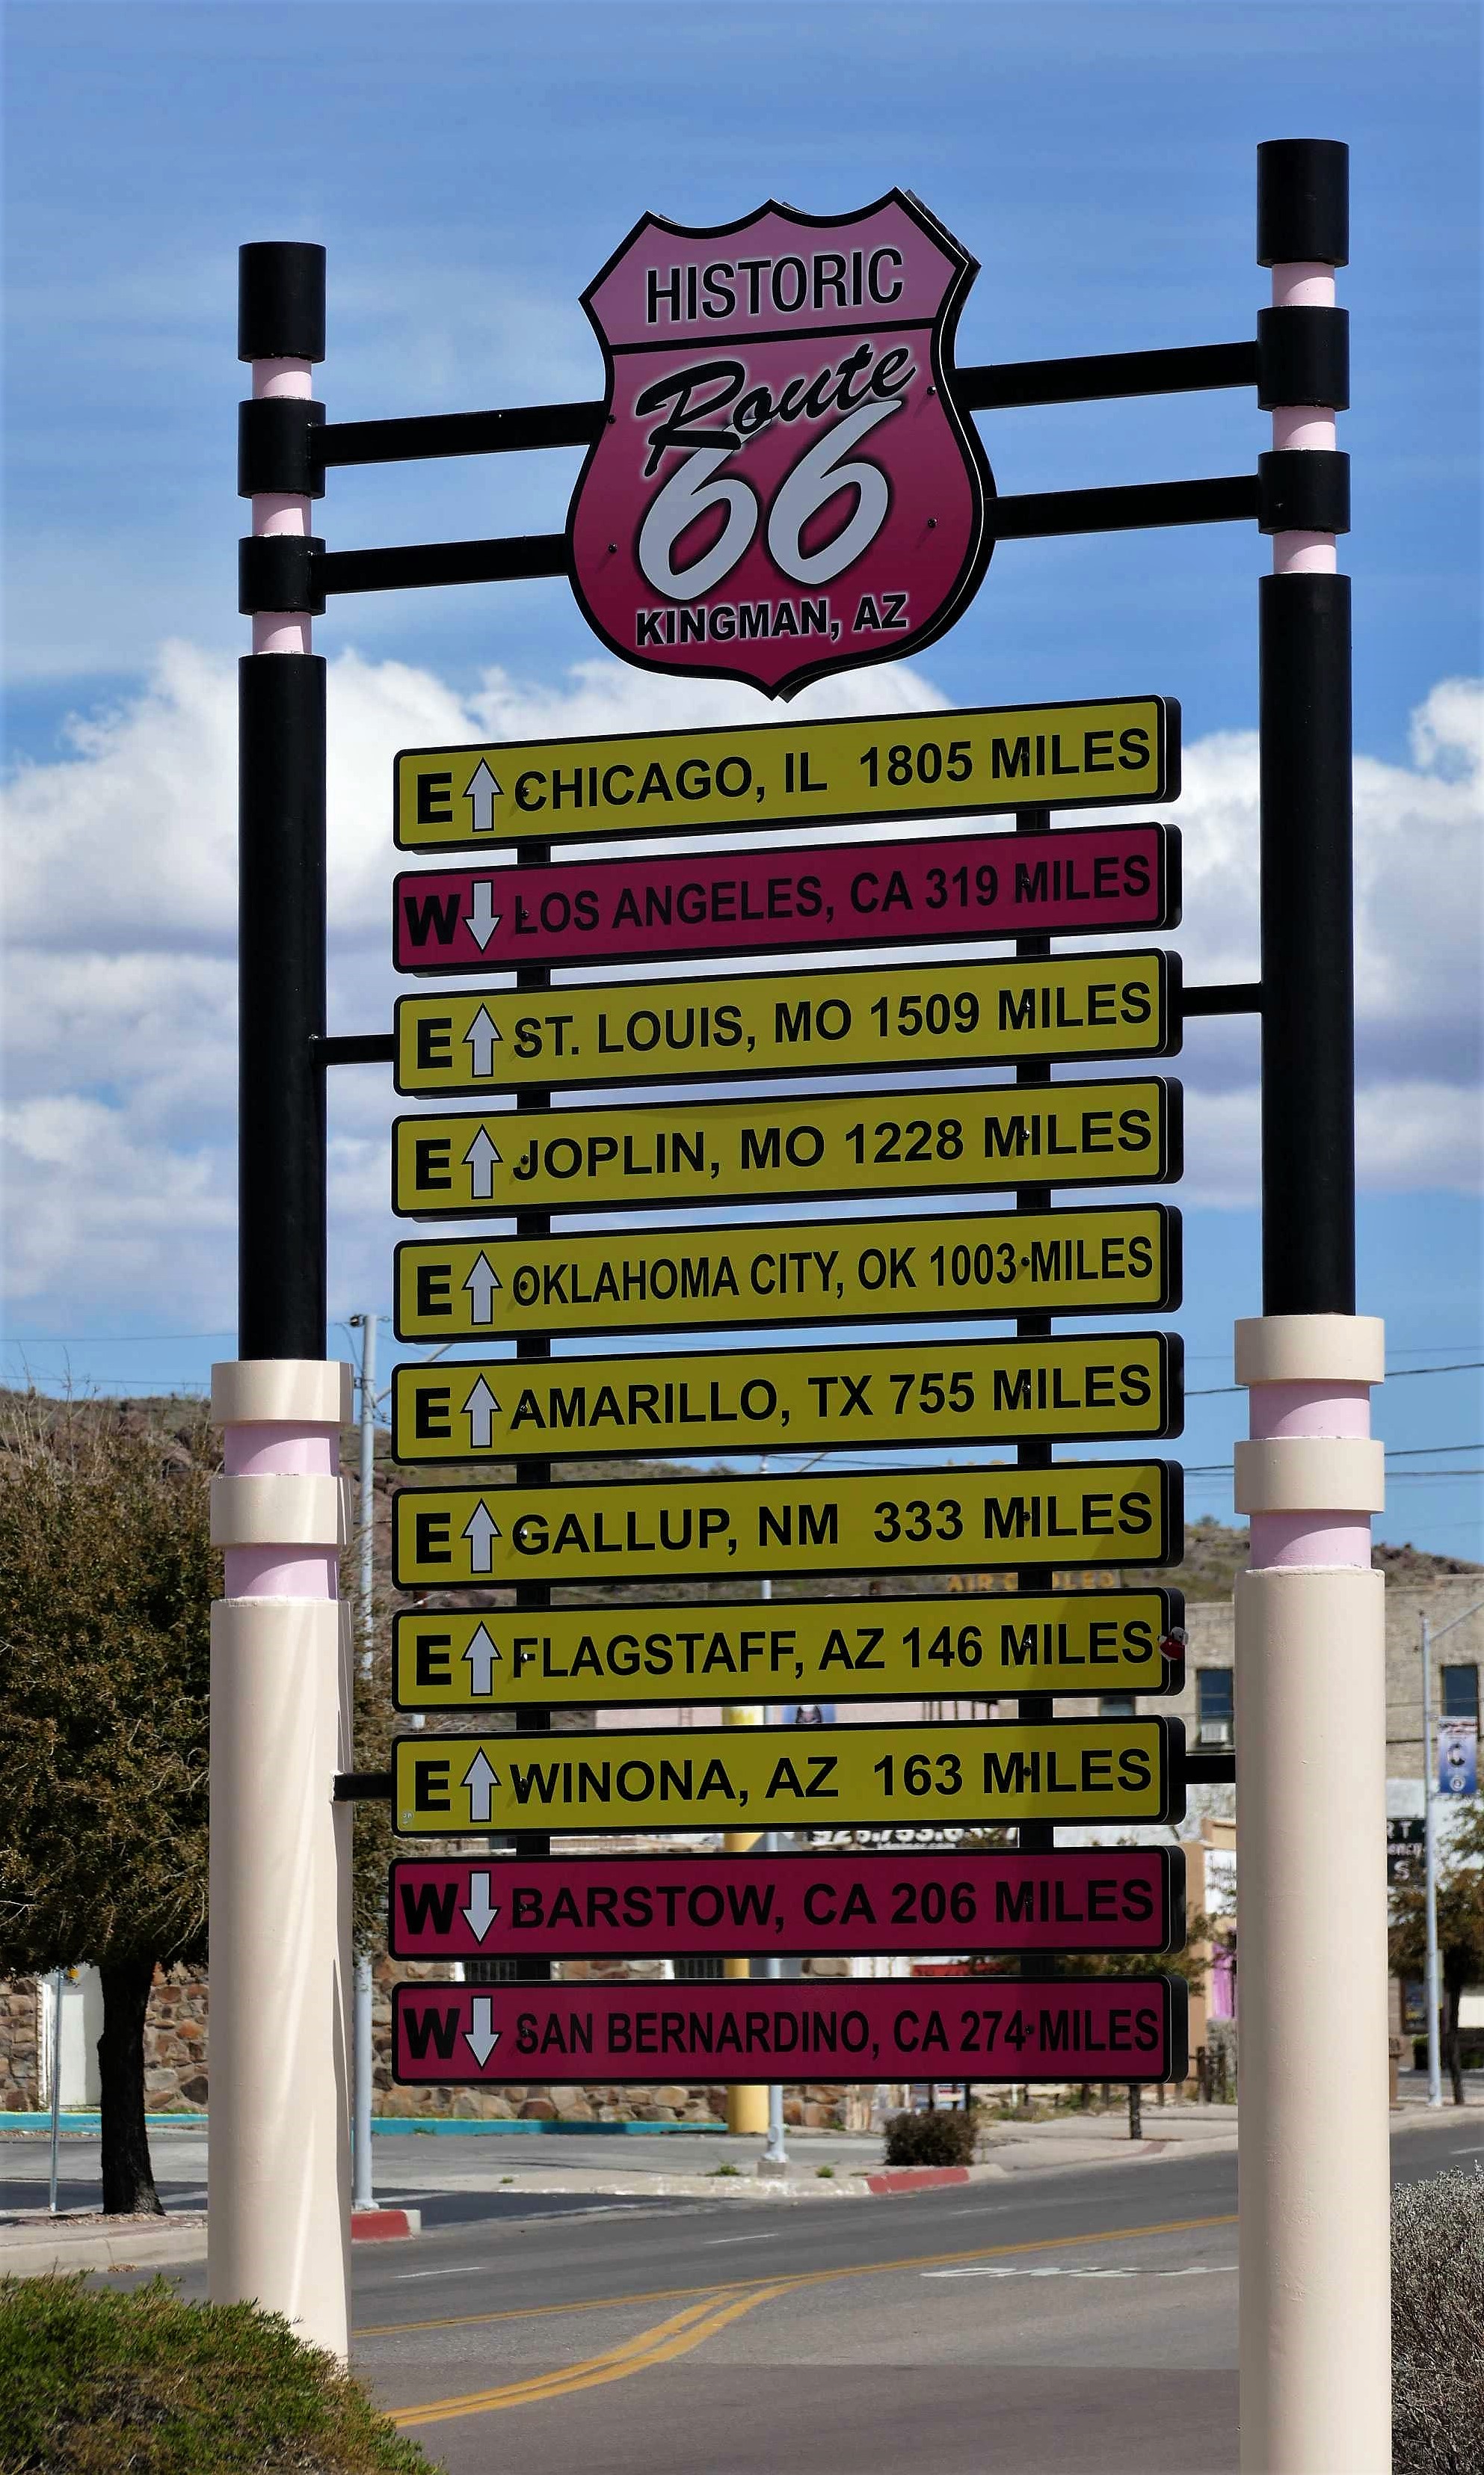 HISTORIC
Route
66
KINGMAN, AZ
E CHICAGO, IL 1805 MILES
W LOS ANGELES, CA 319 MILES
E ST. LOUIS, MO 1509 MILES
E JOPLIN, MO 1228 MILES
E OKLAHOMA CITY, OK 1003 MILES
E AMARILLO, TX 755 MILES
E GALLUP, NM 333 MILES
E FLAGSTAFF, AZ 146 MILES
E WINONA, AZ 163 MILES
W BARSTOW, CA 206 MILES
W SAN BERNARDINO, CA 274 MILES